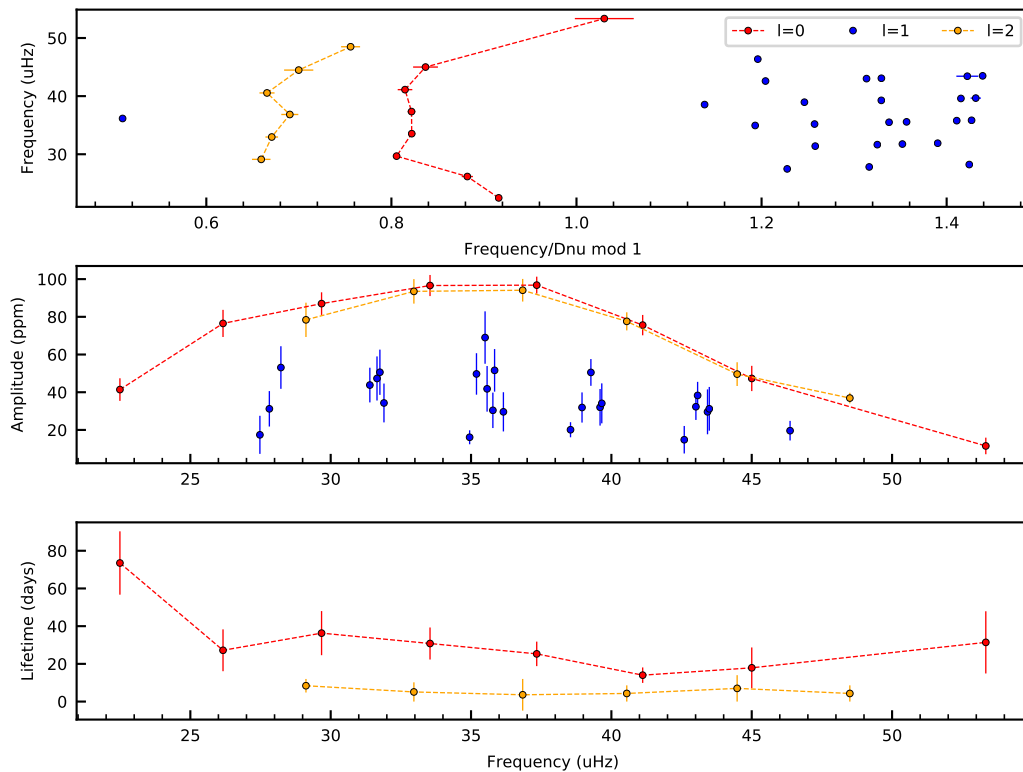 l=0 l=1 l=2
Frequency (uHz)
50
40
30
0.6 0.8 1.0 1.2 1.4
Frequency/Dnu mod 1
Amplitude (ppm)
100
80
60
40
20
25 30 35 40 45 50
Lifetime (days)
80
60
40
20
0
25 30 35 40 45 50
Frequency (uHz)